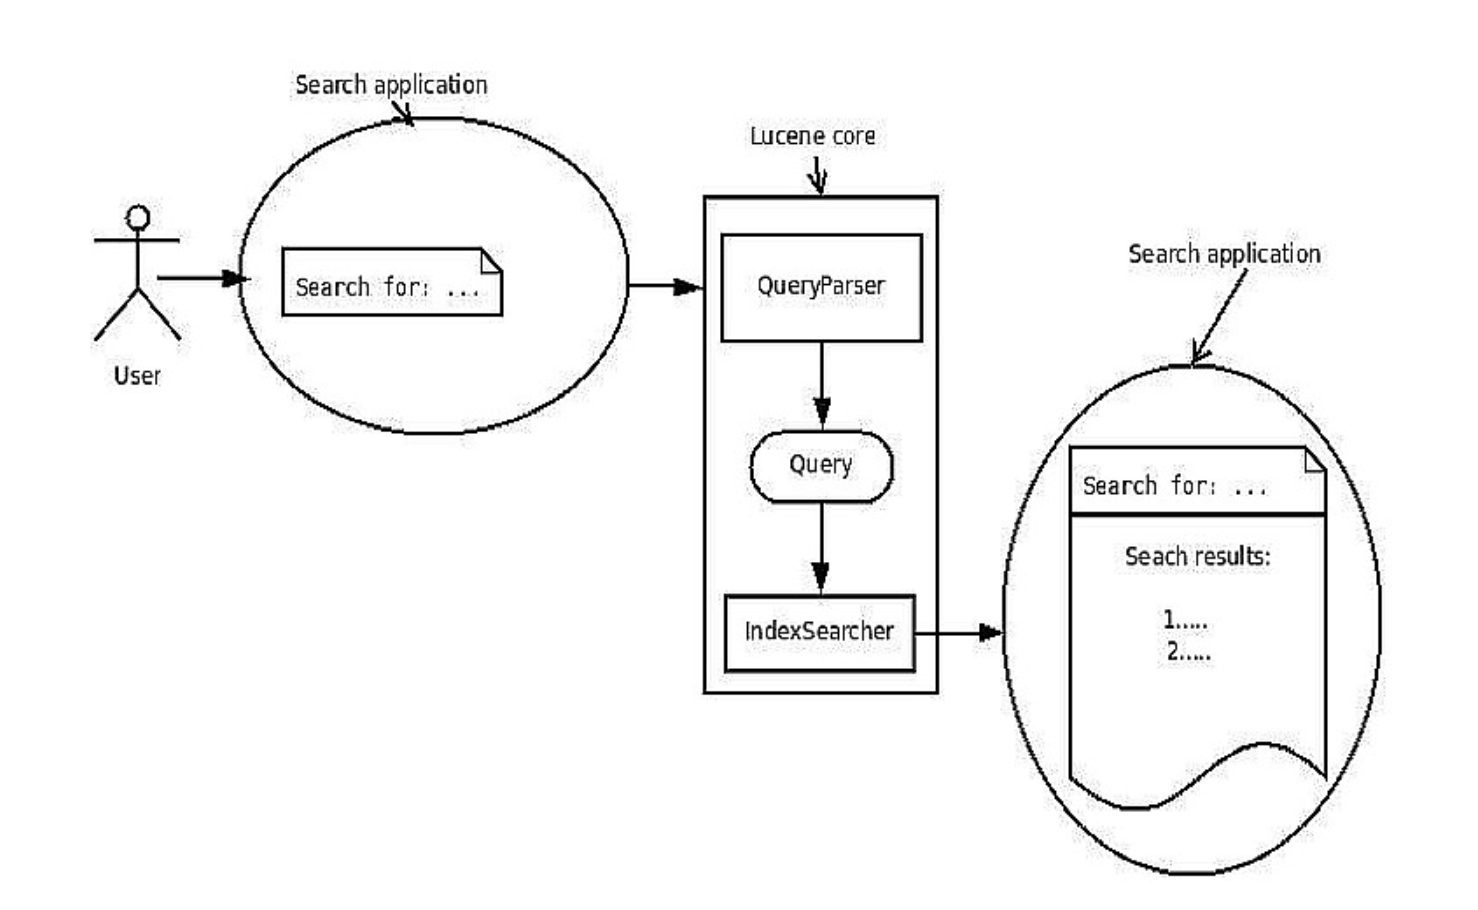 Search application
Search for: ...
User
Lucene core
QueryParser
Query
IndexSearcher
Search application
Search for: ...
Seach results:
1.....
2.....